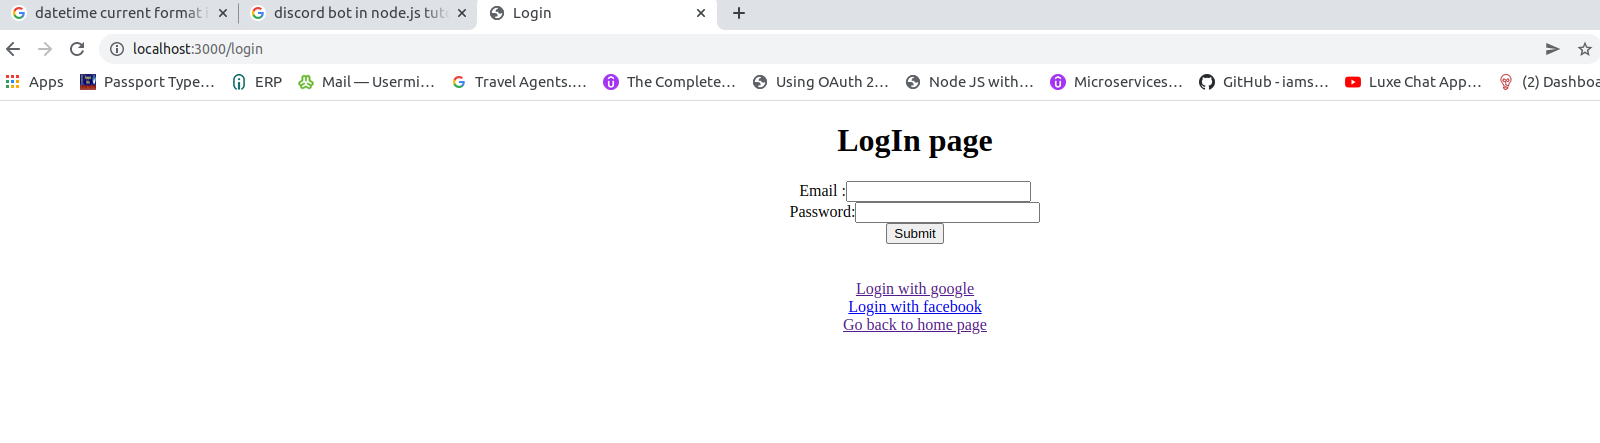 datetime current format i
discord bot in node.js tuto
Login
localhost:3000/login
Apps
Passport Type...
ERP
Mail — Usermi...
Travel Agents....
The Complete...
Using OAuth 2...
Node JS with...
Microservices...
GitHub - iams...
Luxe Chat App...
(2) Dashboa
LogIn page
Email :
Password:
Submit
Login with google
Login with facebook
Go back to home page